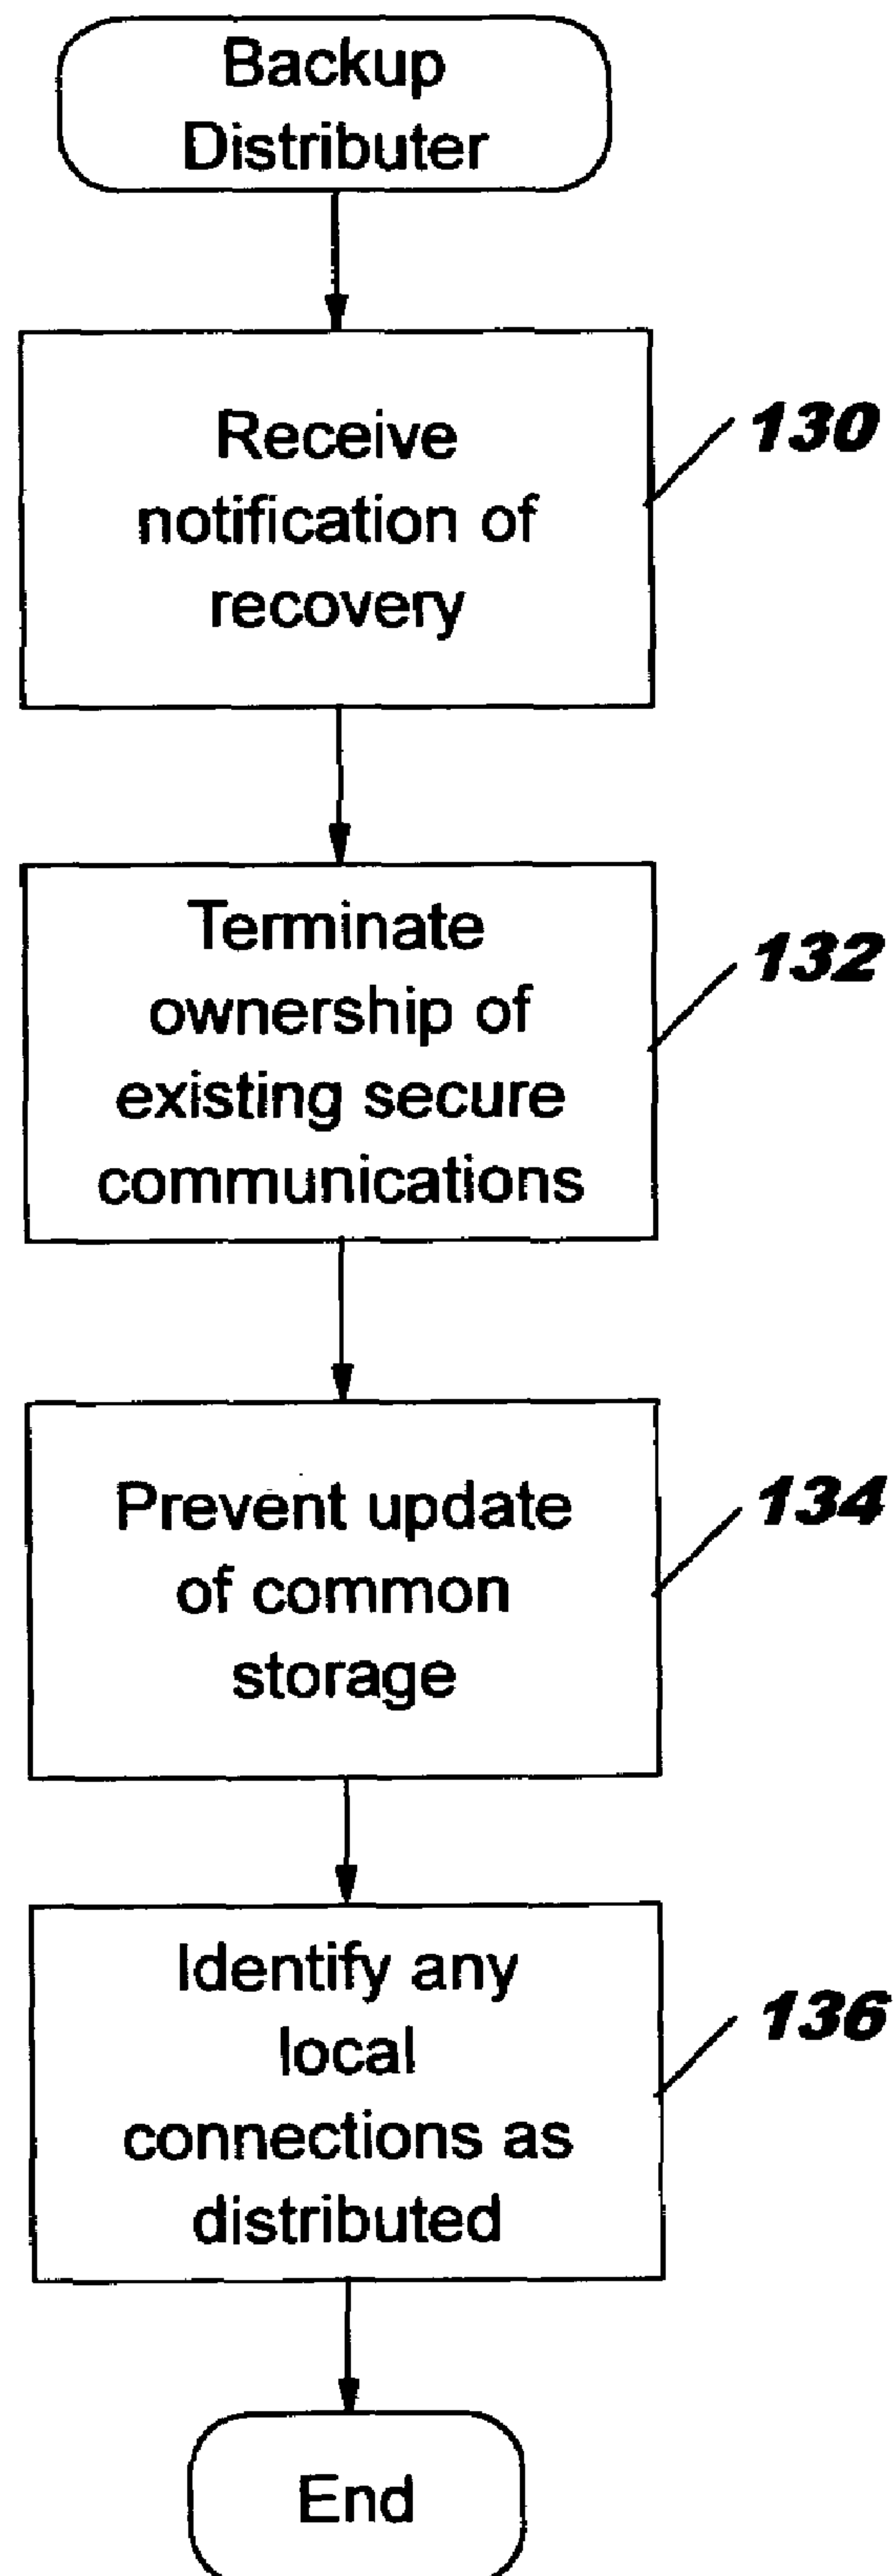 Backup
Distributer
Receive
notification of
recovery
130
Terminate
ownership of
existing secure
communications
132
Prevent update
of common
storage
134
Identify any
local
connections as
distributed
136
End